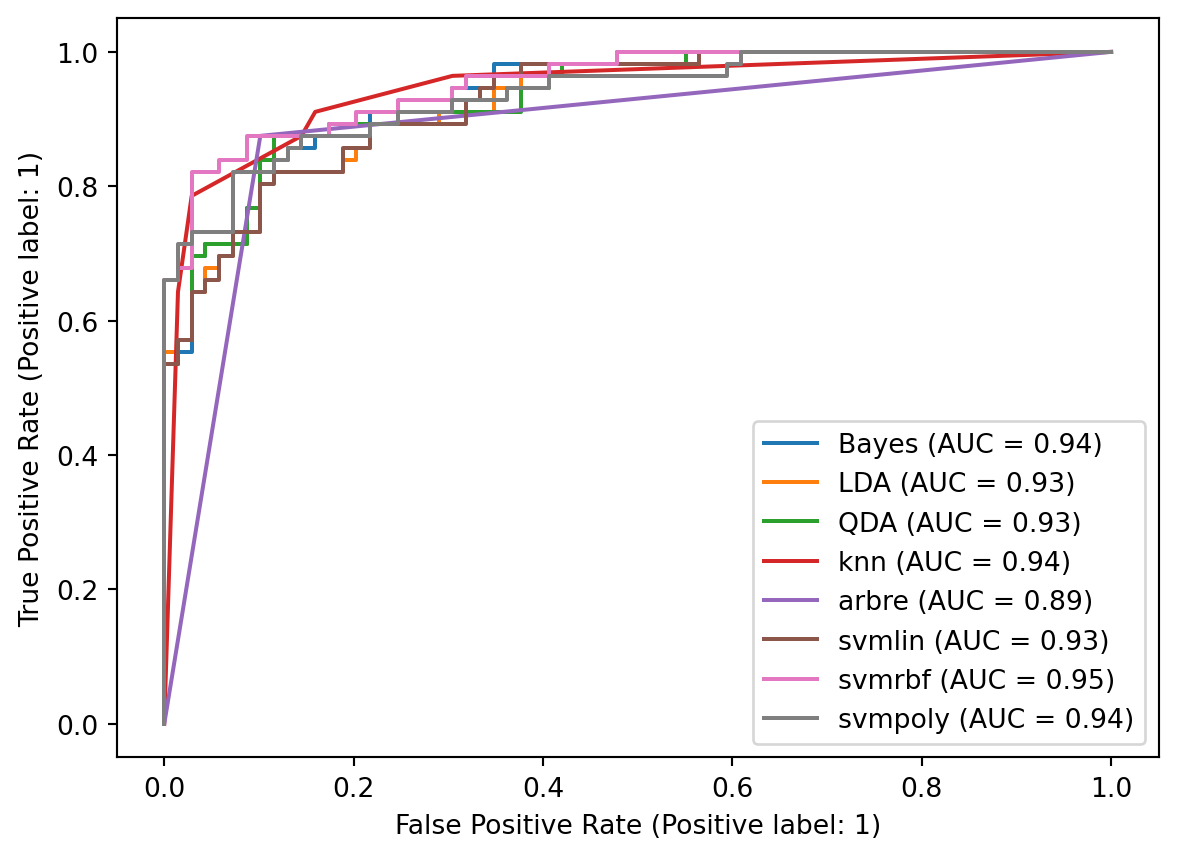 True Positive Rate (Positive label: 1)
1.0
0.8
0.6
0.4
0.2
0.0
0.0 0.2 0.4 0.6 0.8 1.0
False Positive Rate (Positive label: 1)
Bayes (AUC = 0.94)
LDA (AUC = 0.93)
QDA (AUC = 0.93)
knn (AUC = 0.94)
arbre (AUC = 0.89)
svmlin (AUC = 0.93)
svmrbf (AUC = 0.95)
svmpoly (AUC = 0.94)